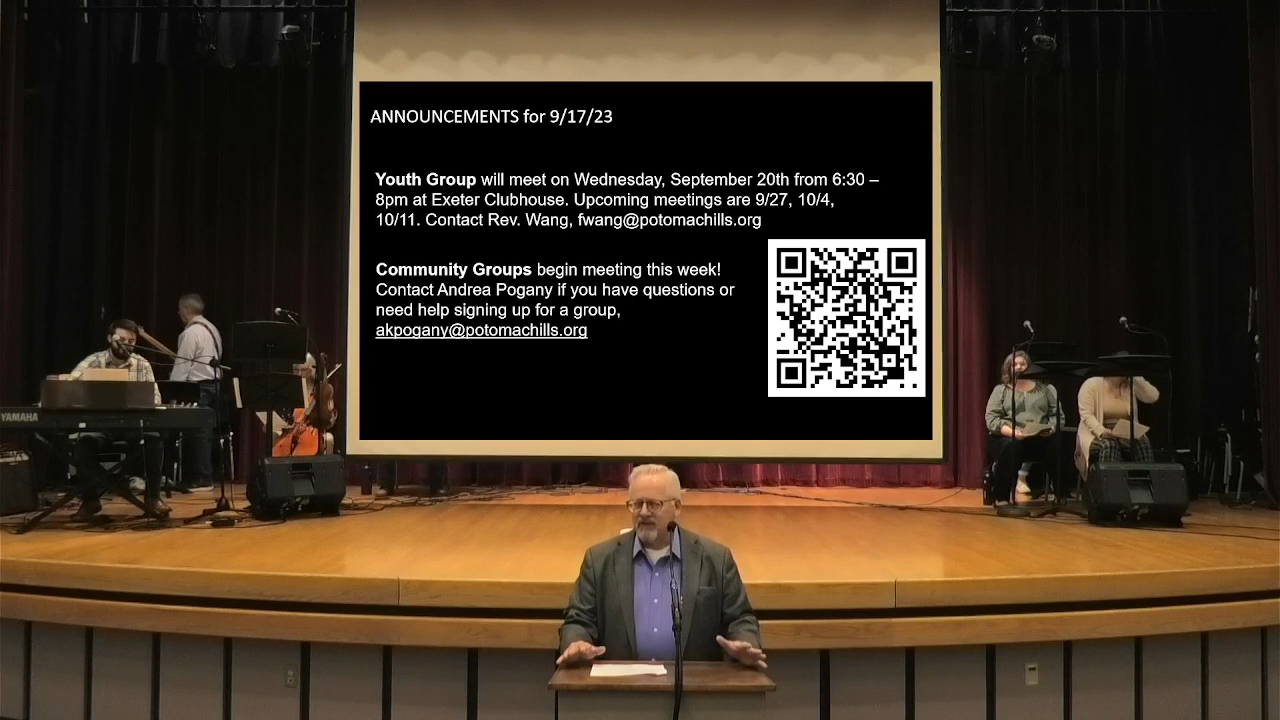 ANNOUNCEMENTS for 9/17/23
Youth Group will meet on Wednesday, September 20th from 6:30 –
8pm at Exeter Clubhouse. Upcoming meetings are 9/27, 10/4,
10/11. Contact Rev. Wang, fwang@potomachills.org
Community Groups begin meeting this week!
Contact Andrea Pogany if you have questions or
need help signing up for a group,
akpogany@potomachills.org
YAMAHA